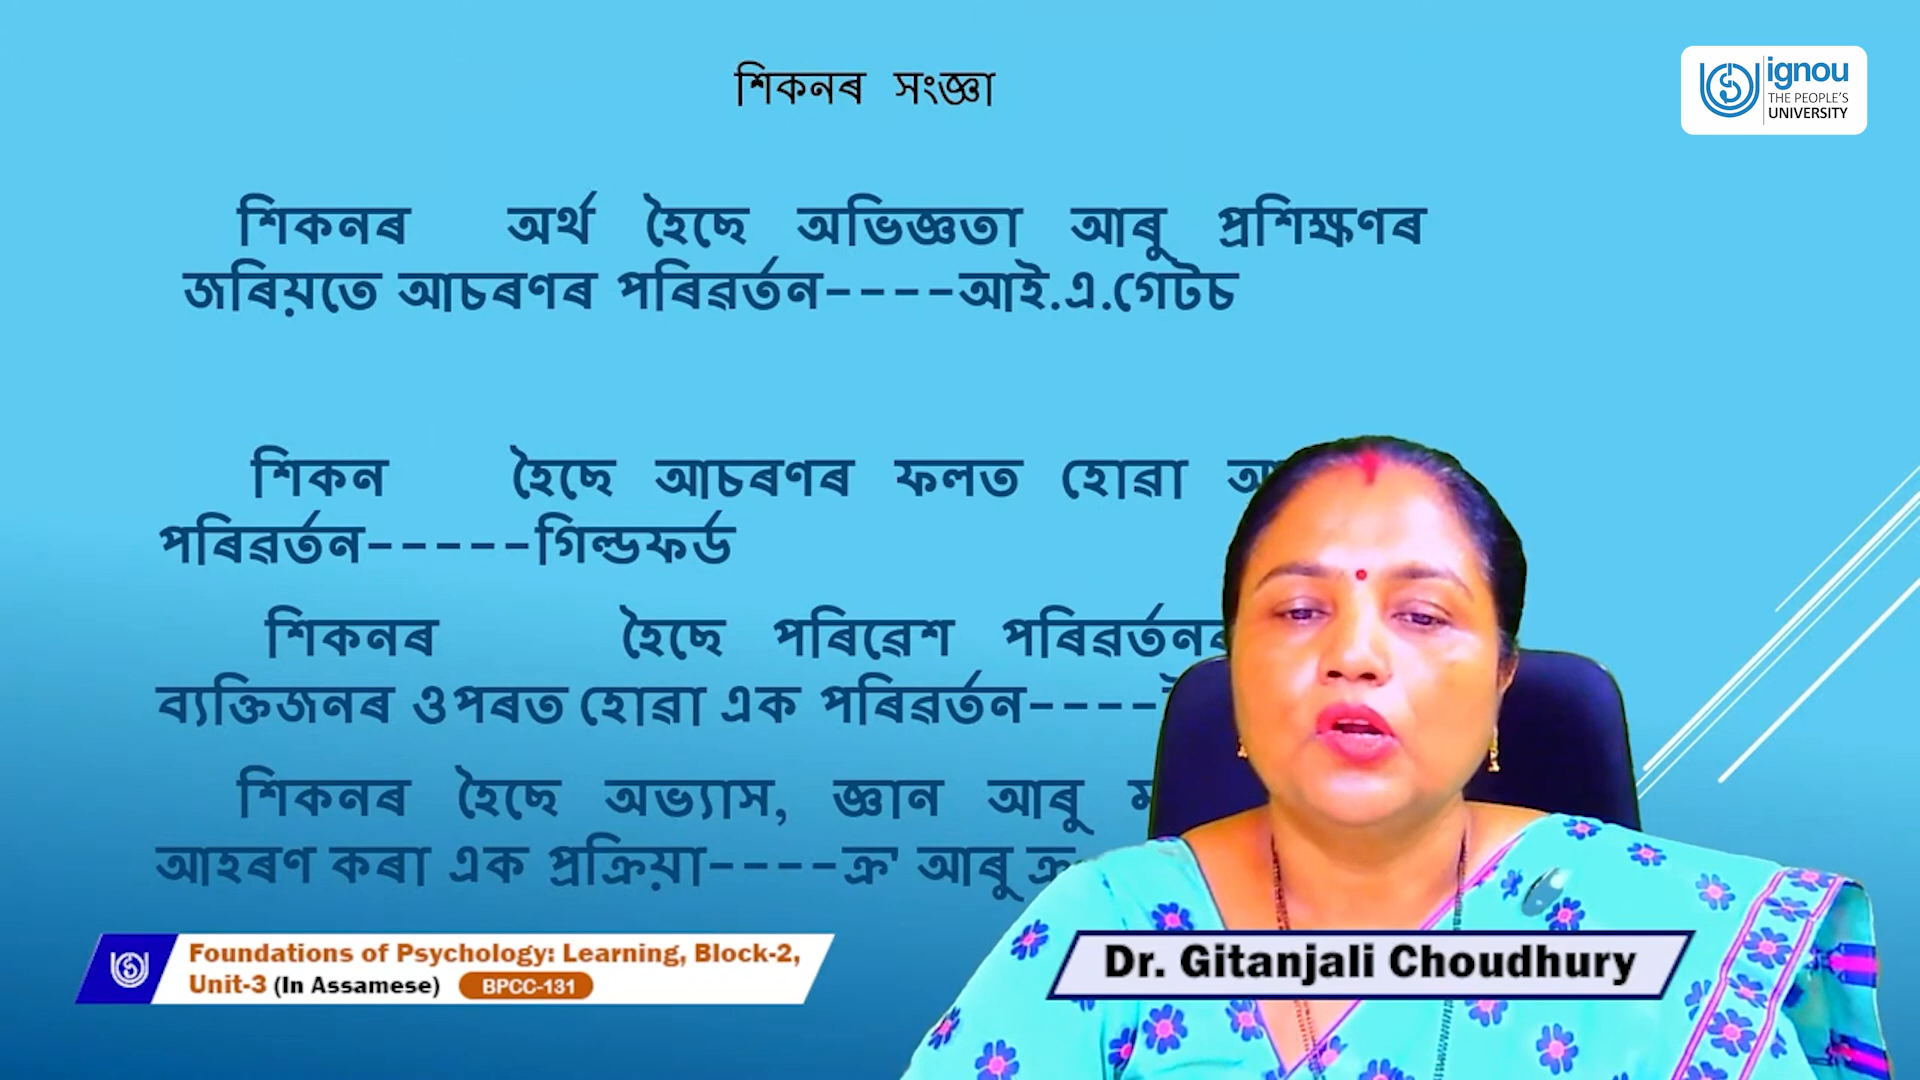 শিকনৰ সংজ্ঞা
ignou
THE PEOPLE'S
UNIVERSITY
শিকনৰ অৰ্থ হৈছে অভিজ্ঞতা আৰু প্ৰশিক্ষণৰ
জৰিয়তে আচৰণৰ পৰিৱৰ্তন----আই.এ.গেটচ
শিকন হৈছে আচৰণৰ ফলত হোৱা
পৰিৱৰ্তন-----গিল্ডফৰ্ড
শিকনৰ হৈছে পৰিৱেশ পৰিৱৰ্তনৰ
ব্যক্তিজনৰ ওপৰত হোৱা এক পৰিৱৰ্তন----
শিকনৰ হৈছে অভ্যাস, জ্ঞান আৰু
আহৰণ কৰা এক প্ৰক্ৰিয়া----ক্ৰ' আৰু
Foundations of Psychology: Learning, Block-2,
Unit-3 (In Assamese) BPCC-131
Dr. Gitanjali Choudhury